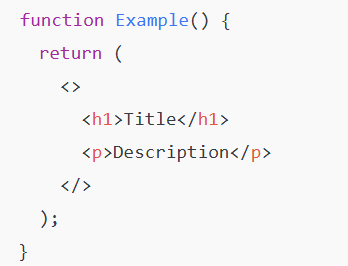 function Example() {
  return (
    <>
      <h1>Title</h1>
      <p>Description</p>
    </>
  );
}